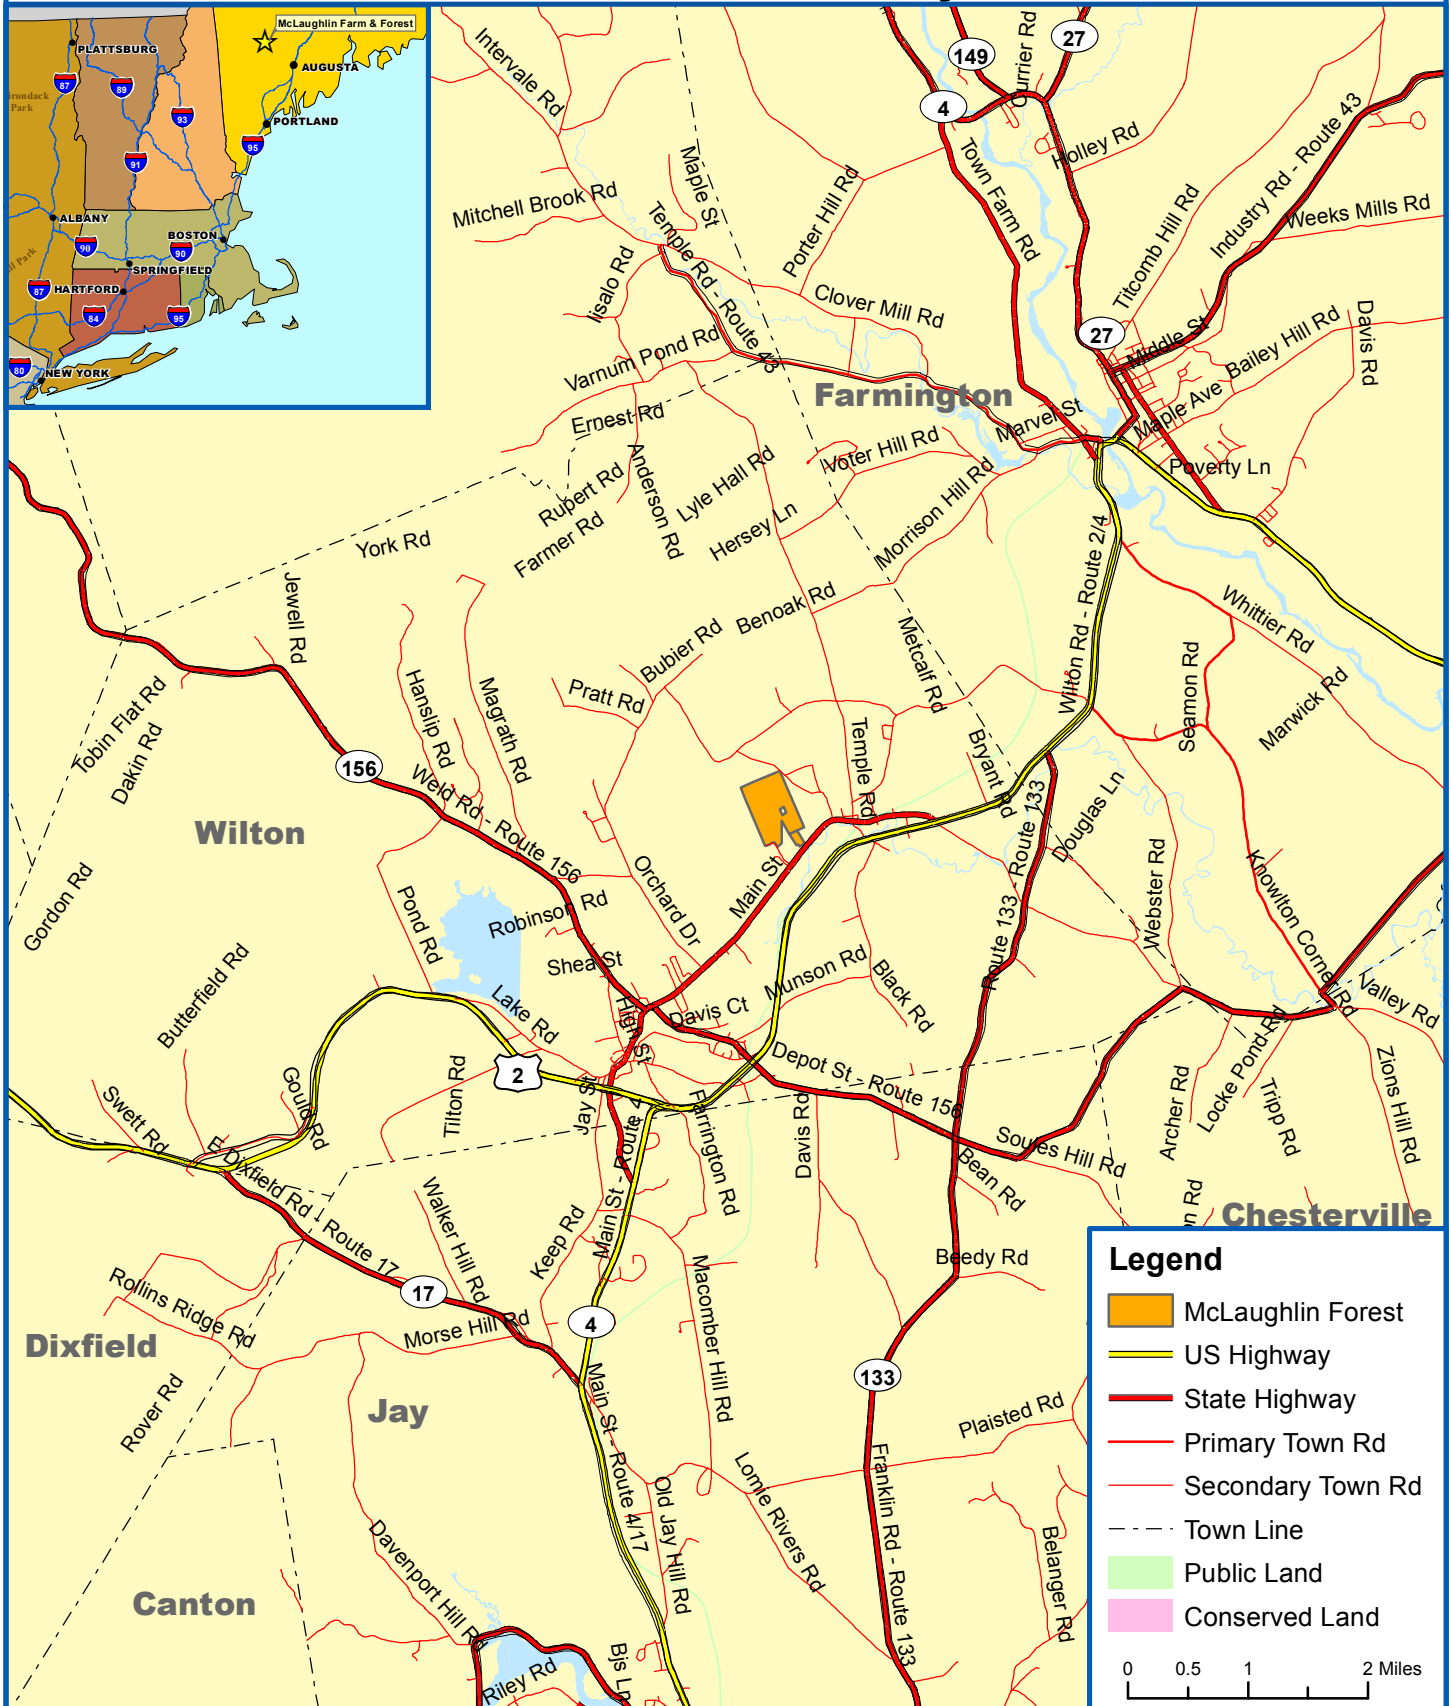 McLaughlin Farm & Forest
PLATTSBURG
AUGUSTA
87
89
93
95
PORTLAND
91
ALBANY
BOSTON
90
90
SPRINGFIELD
87
HARTFORD
84
95
80
NEW YORK
Park
Park
Intervale Rd
149
Currier Rd
27
4
Holley Rd
Industry Rd - Route 43
Maple St
Town Farm Rd
Mitchell Brook Rd
Porter Hill Rd
Titcomb Hill Rd
Weeks Mills Rd
Temple Rd - Route 43
Iisalo Rd
Clover Mill Rd
27
Middle St
Bailey Hill Rd
Davis Rd
Varnum Pond Rd
Farmington
Maple Ave
Ernest Rd
Marvel St
Voter Hill Rd
Poverty Ln
Anderson Rd
Rupert Rd
Lyle Hall Rd
Morrison Hill Rd
Farmer Rd
Hersey Ln
York Rd
Wilton Rd - Route 2/4
Jewell Rd
Benoak Rd
Whittier Rd
Bubier Rd
Metcalf Rd
Seamon Rd
Pratt Rd
Tobin Flat Rd
Hanslip Rd
Magrath Rd
Marwick Rd
Dakin Rd
156
Temple Rd
Bryant Rd
Weld Rd - Route 156
Douglas Ln
Wilton
Route 133 - Route 133
Webster Rd
Knowlton Corner Rd
Gordon Rd
Pond Rd
Robinson Rd
Orchard Dr
Main St
Butterfield Rd
Shea St
Munson Rd
Black Rd
Lake Rd
High St
Davis Ct
Valley Rd
2
Depot St - Route 156
Locke Pond Rd
Swett Rd
Gould Rd
Tilton Rd
Jay St
Farrington Rd
Davis Rd
Archer Rd
Tripp Rd
Zions Hill Rd
E Dixfield Rd - Route 17
Soules Hill Rd
Bean Rd
Walker Hill Rd
Keep Rd
Main St - Route 4
on Rd
Chesterville
Beedy Rd
Macomber Hill Rd
Rollins Ridge Rd
17
Morse Hill Rd
4
Dixfield
133
Rover Rd
Jay
Main St - Route 4/17
Plaisted Rd
Lomie Rivers Rd
Franklin Rd - Route 133
Old Jay Hill Rd
Davenport Hill Rd
Belanger Rd
Canton
Riley Rd
Bjs Ln
Legend
McLaughlin Forest
US Highway
State Highway
Primary Town Rd
Secondary Town Rd
Town Line
Public Land
Conserved Land
0 0.5 1 2 Miles